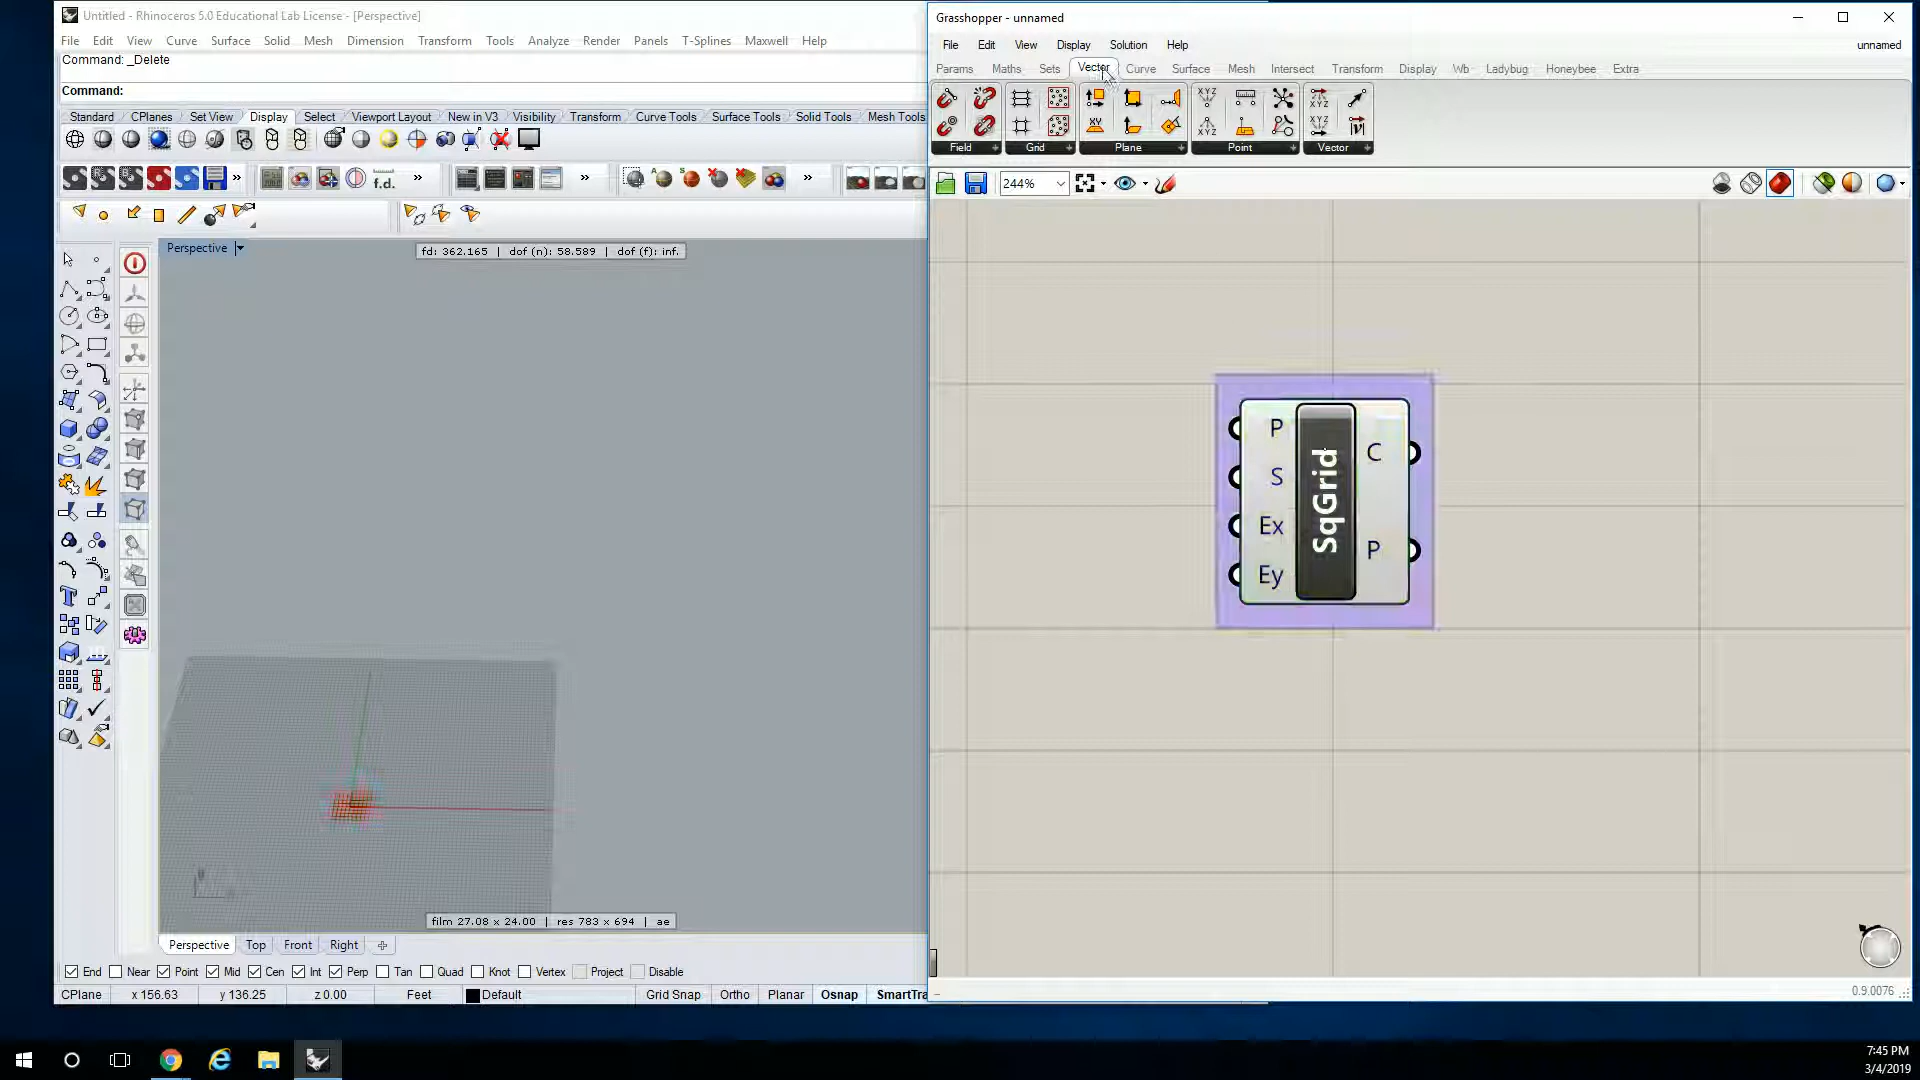 Untitled - Rhinoceros 5.0 Educational Lab License - [Perspective]
File Edit View Curve Surface Solid Mesh Dimension Transform Tools Analyze Render Panels T-Splines Maxwell Help
Command: _Delete
Command:
Standard CPlanes Set View Display Select Viewport Layout New in V3 Visibility Transform Curve Tools Surface Tools Solid Tools Mesh Tools
f.d.
Perspective
fd: 362.165 | dof (n): 58.589 | dof (f): inf.
film 27.08 x 24.00 | res 783 x 694 | ae
Perspective Top Front Right
End Near Point Mid Cen Int Perp Tan Quad Knot Vertex Project Disable
CPlane x 156.63 y 136.25 z 0.00 Feet Default Grid Snap Ortho Planar Osnap SmartTra
Grasshopper - unnamed
File Edit View Display Solution Help unnamed
Params Maths Sets Vector Curve Surface Mesh Intersect Transform Display Wb Ladybug Honeybee Extra
Field Grid Plane Point Vector
244%
P
S
Ex
Ey
SqGrid
C
P
0.9.0076
7:45 PM
3/4/2019